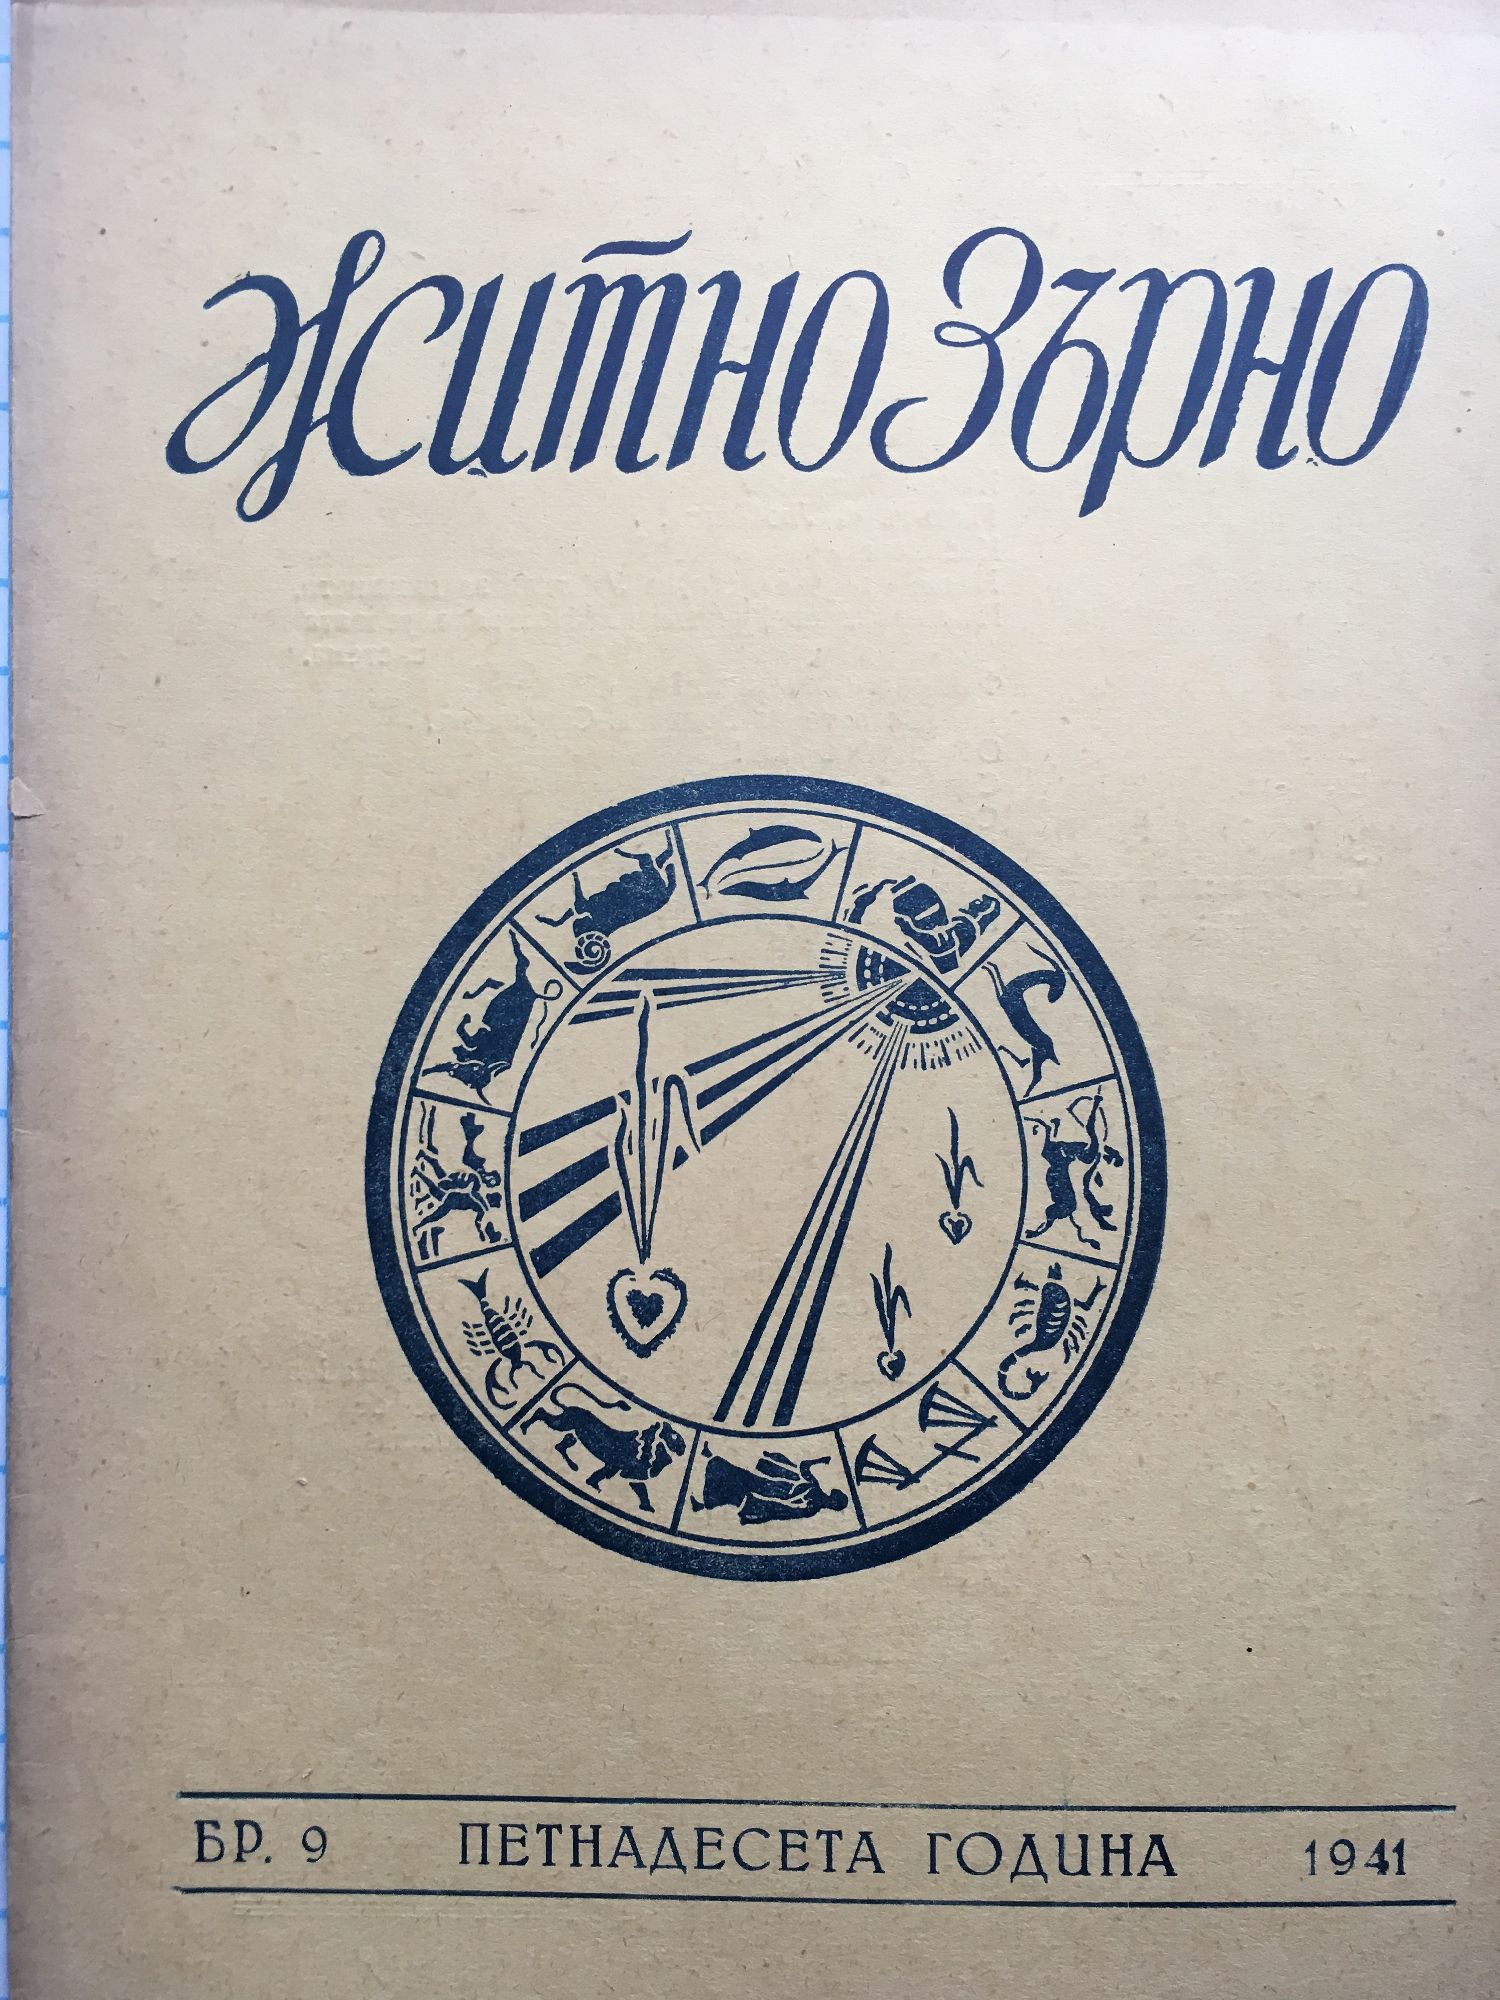 Житно Зърно
БР. 9 ПЕТНАДЕСЕТА ГОДИНА 1941